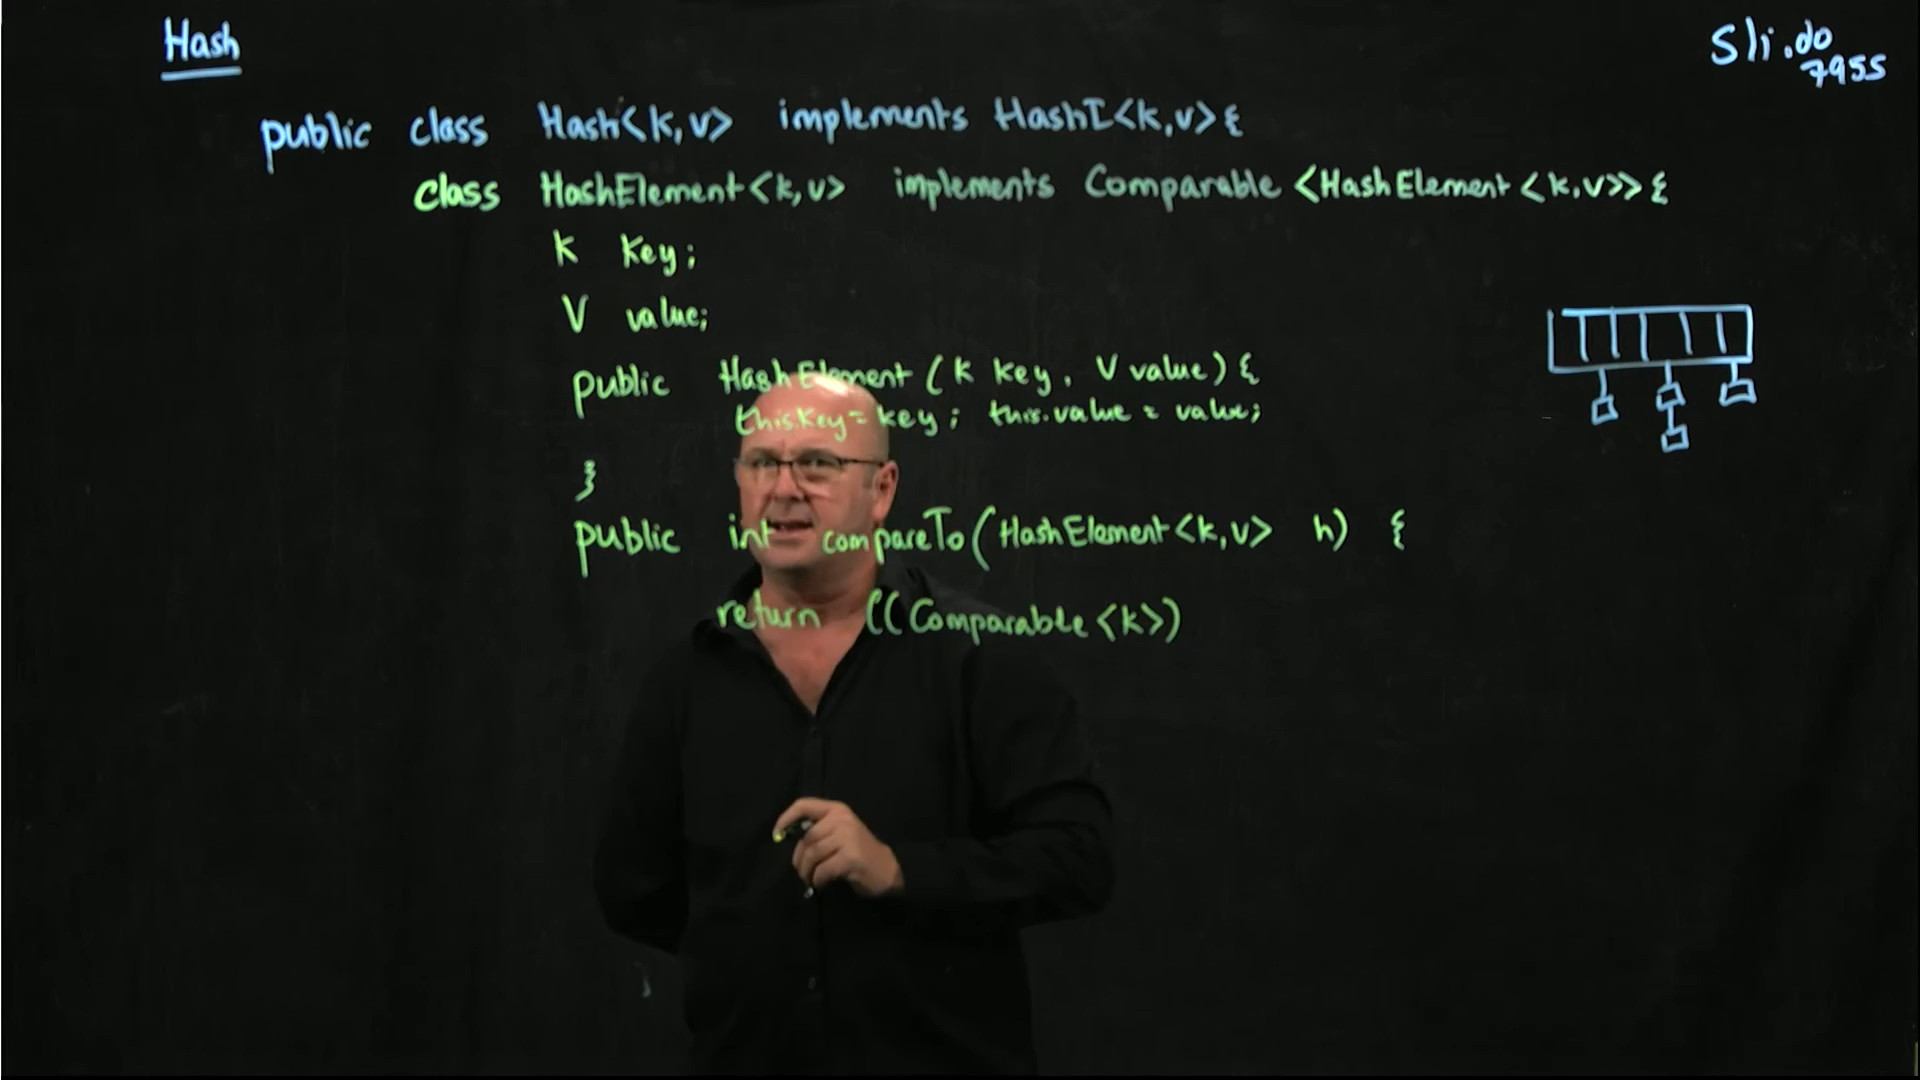 Hash
Sli.do
7955
public class Hash<k,v> implements HashI<k,v>{
class HashElement<k,v> implements Comparable <HashElement<k,v>>{
K Key;
V value;
public HashElement(K Key, V value){
this.Key=key; this.value = value;
}
public int compareTo(HashElement<k,v> h) {
return ((Comparable<k>)